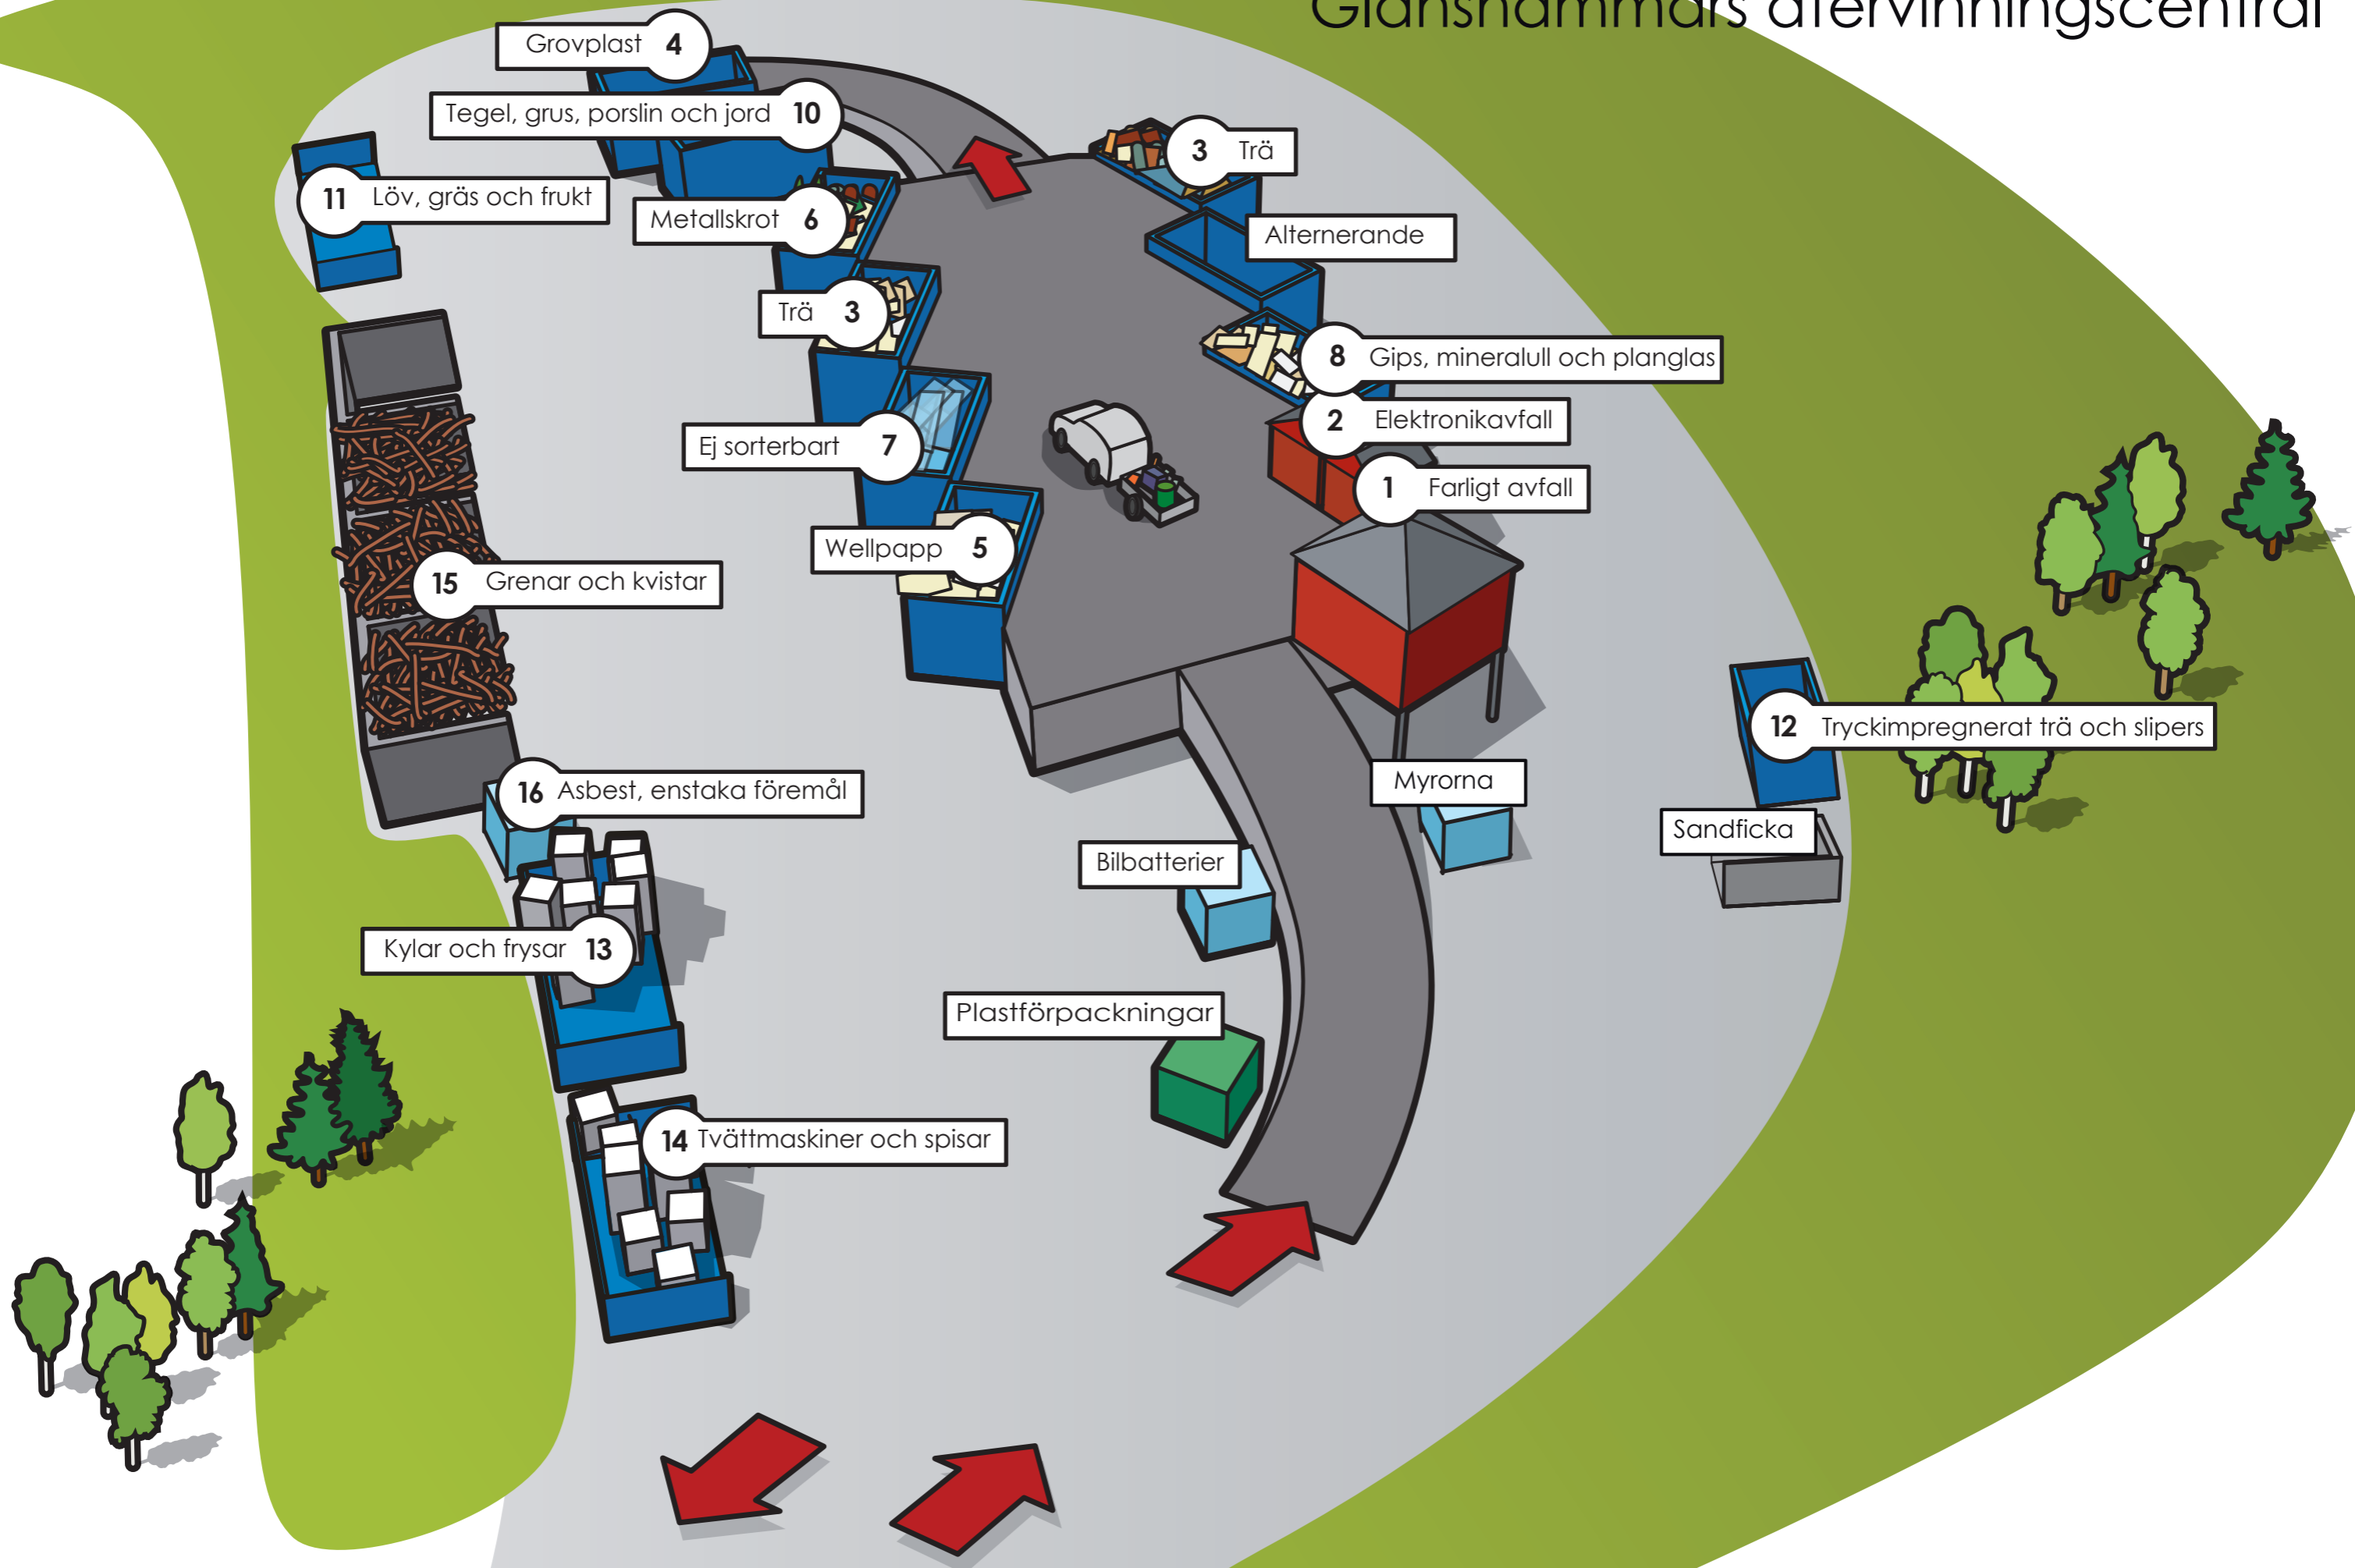 Glanshammars återvinningscentral
Grovplast 4
Tegel, grus, porslin och jord 10
3 Trä
11 Löv, gräs och frukt
Metallskrot 6
Alternerande
Trä 3
8 Gips, mineralull och planglas
2 Elektronikavfall
Ej sorterbart 7
1 Farligt avfall
Wellpapp 5
15 Grenar och kvistar
12 Tryckimpregnerat trä och slipers
16 Asbest, enstaka föremål
Myrorna
Sandficka
Bilbatterier
Kylar och frysar 13
Plastförpackningar
14 Tvättmaskiner och spisar